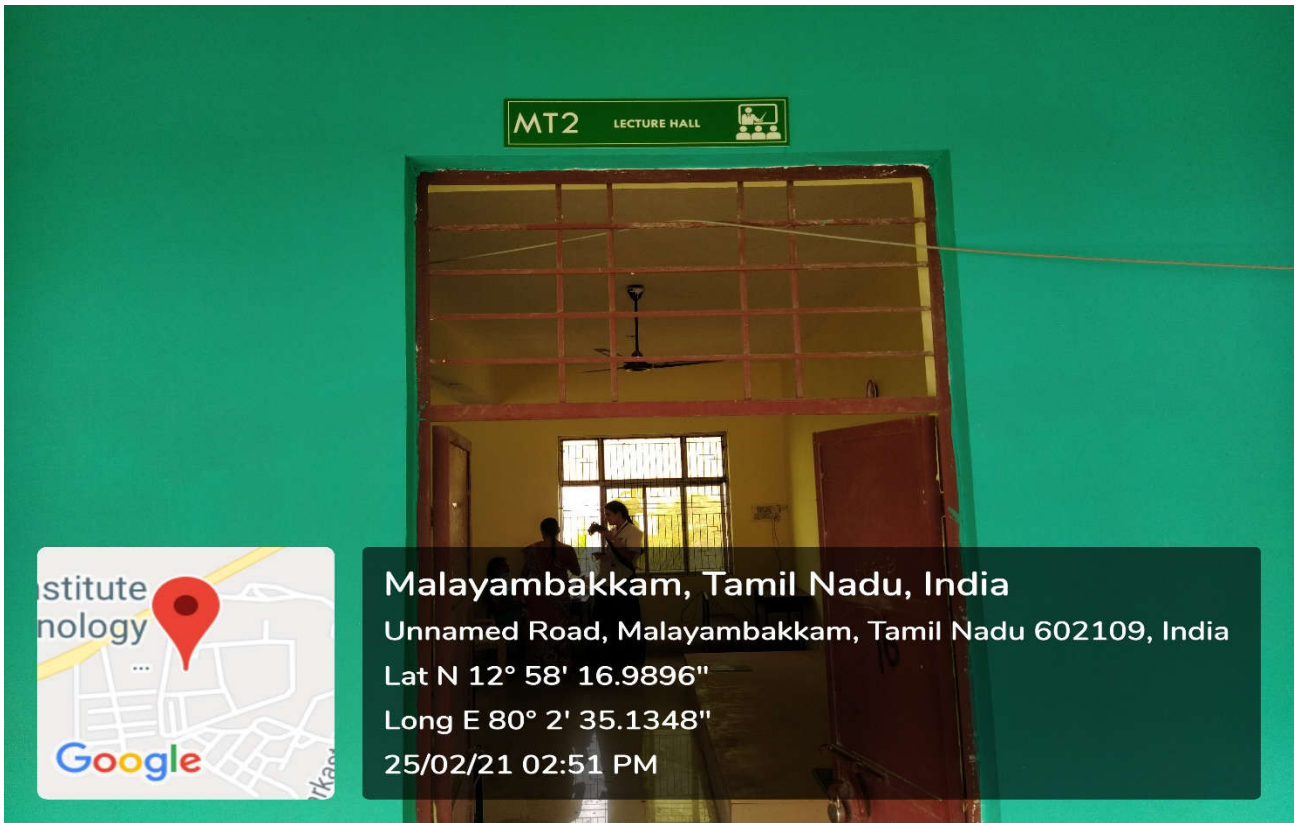 MT2 LECTURE HALL
stitute
nology
...
Google
Malayambakkam, Tamil Nadu, India
Unnamed Road, Malayambakkam, Tamil Nadu 602109, India
Lat N 12° 58' 16.9896"
Long E 80° 2' 35.1348"
25/02/21 02:51 PM